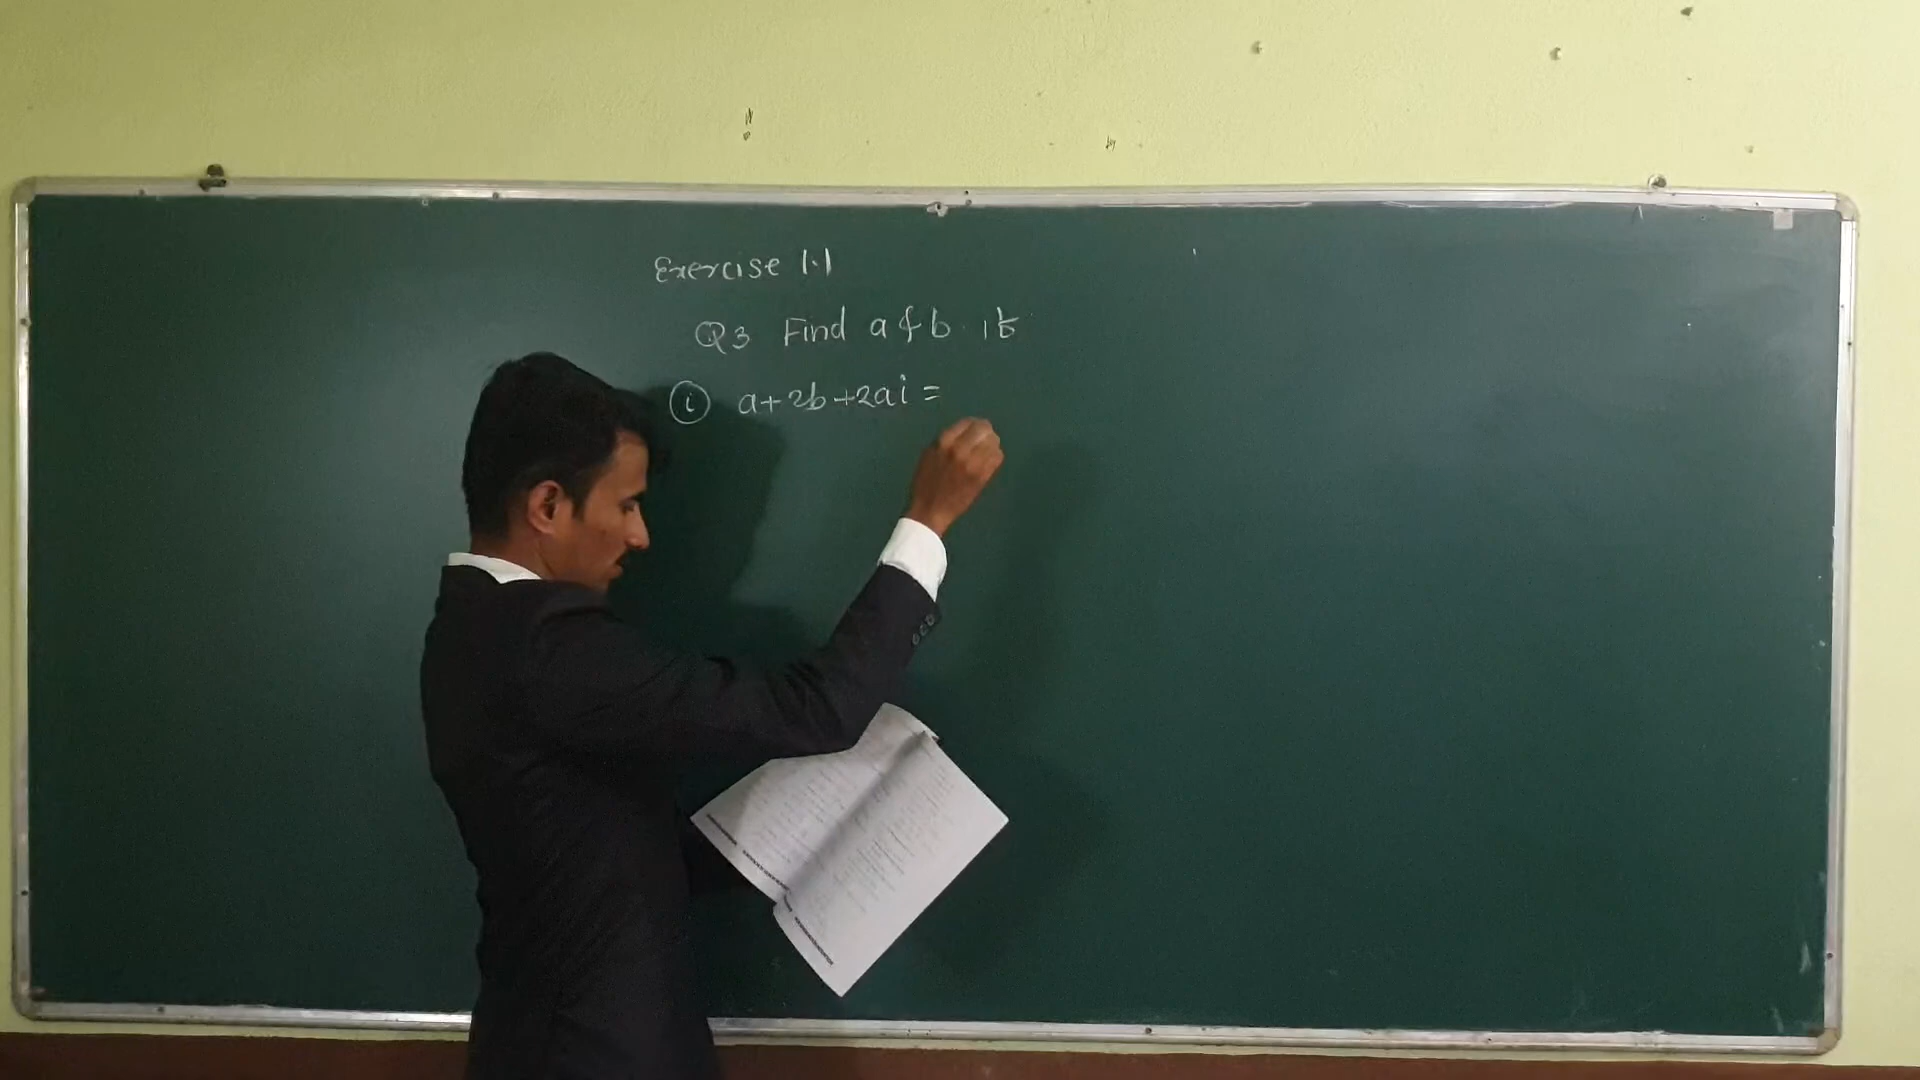 Exercise 1.1
Q3 Find a & b if
(i) a+2b+2ai=